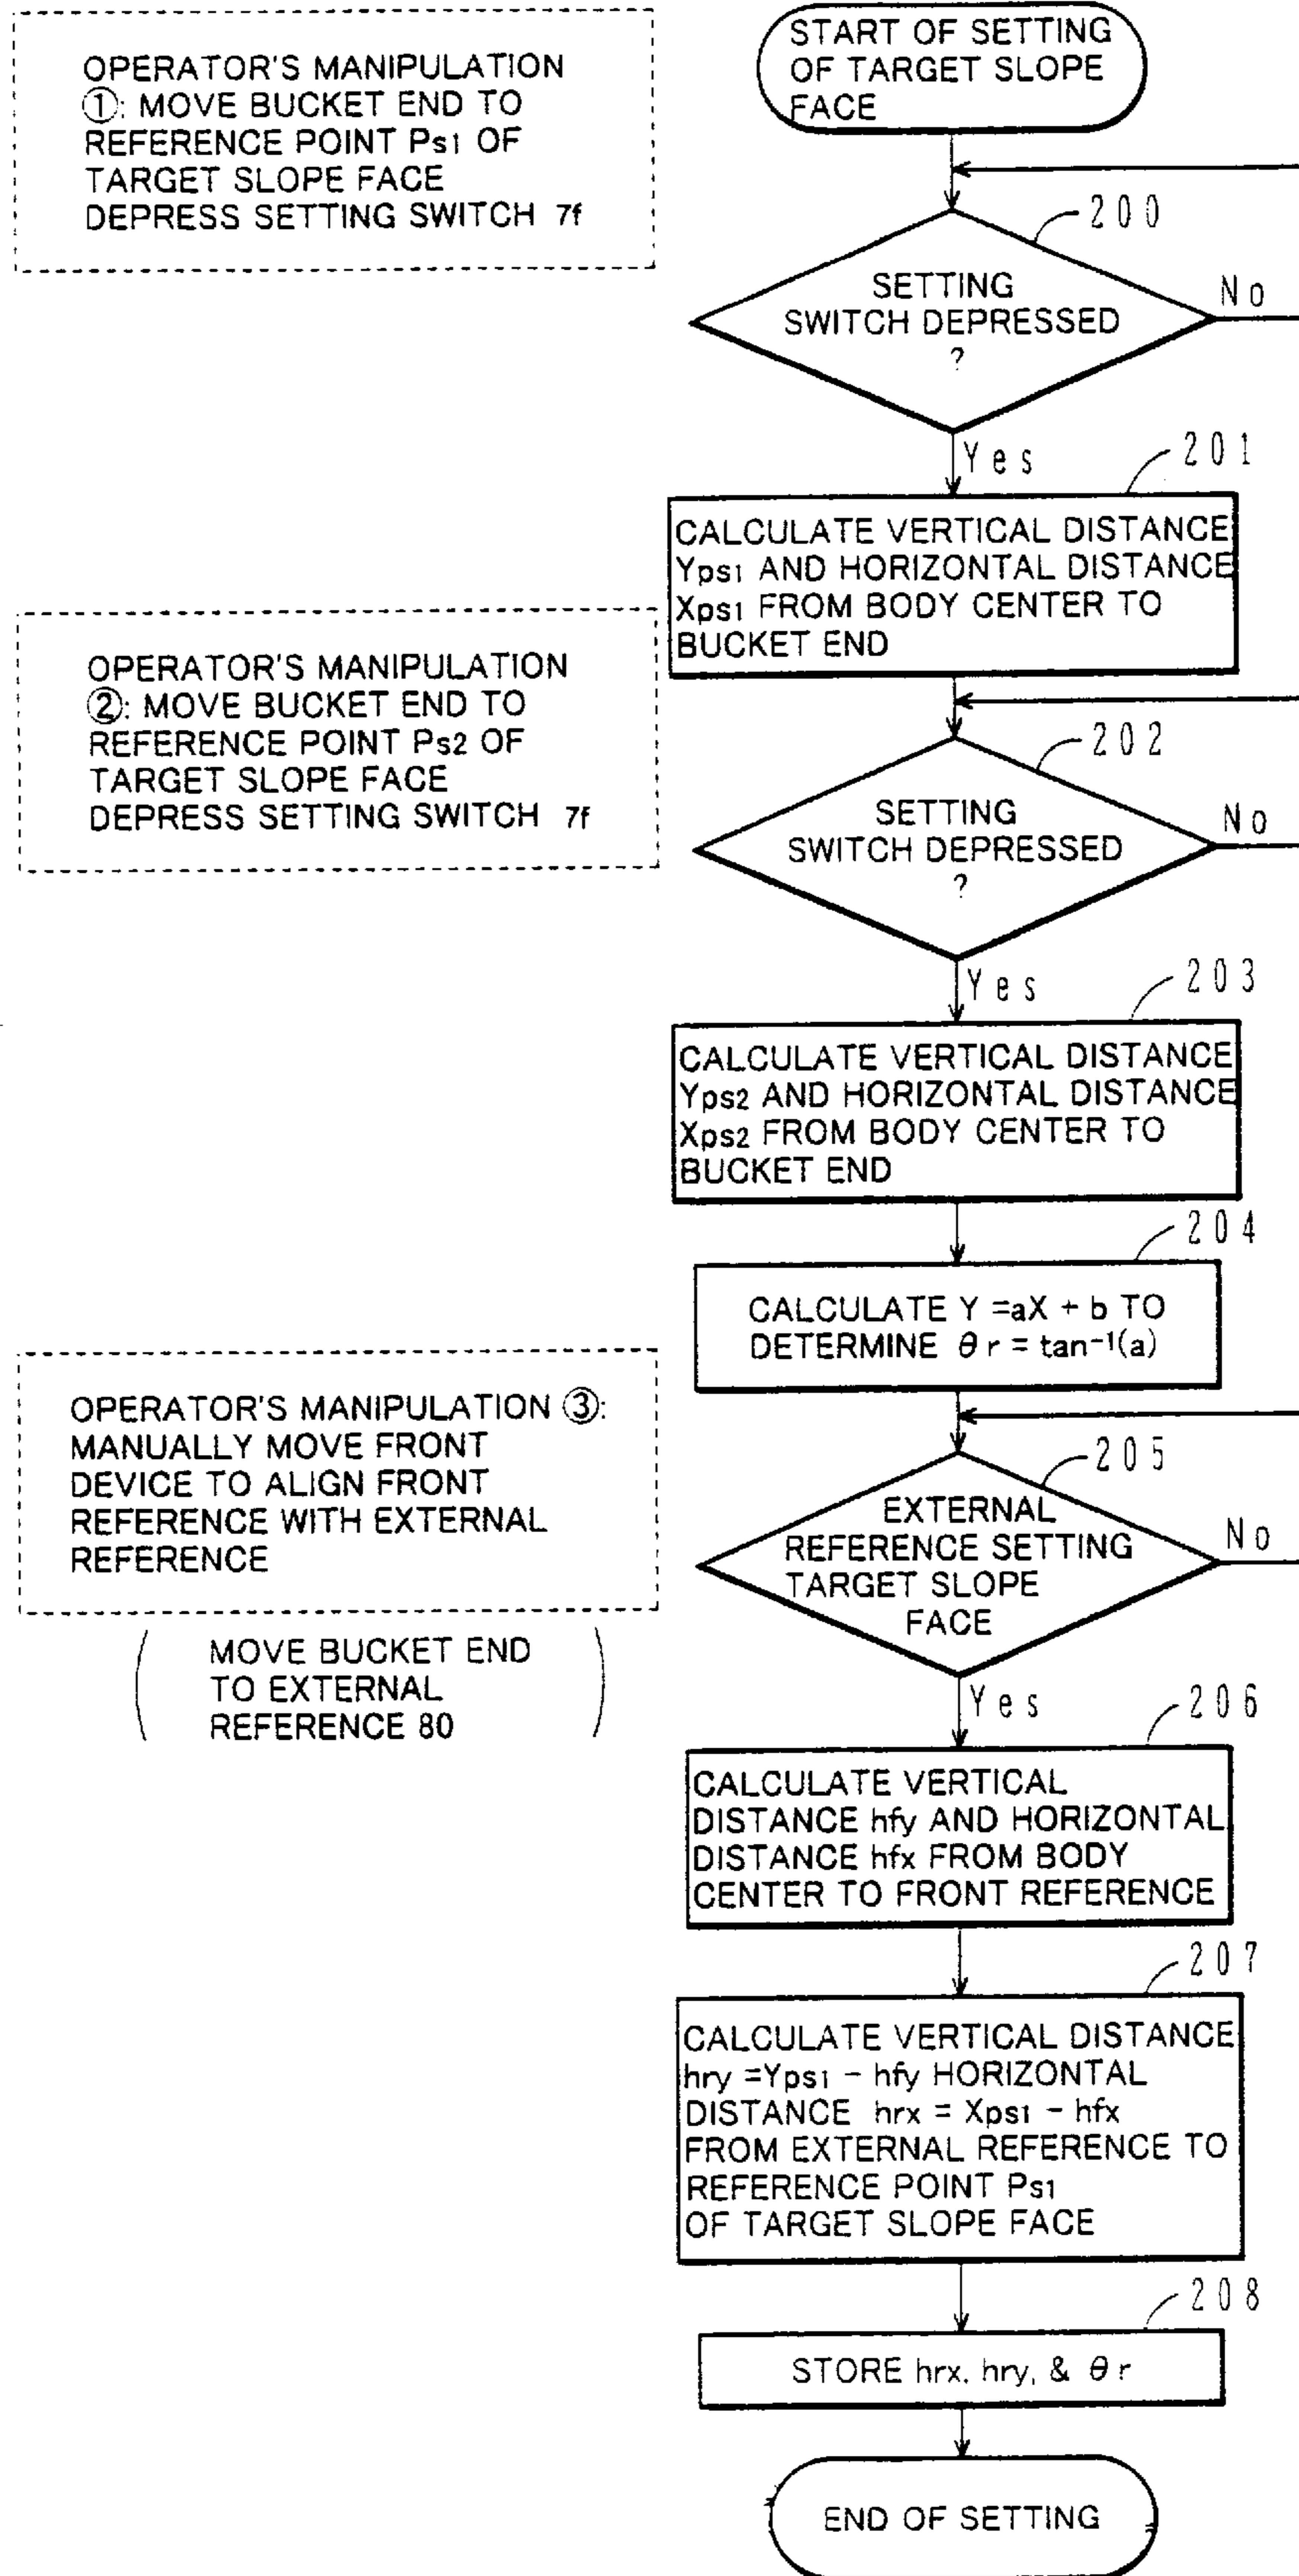 OPERATOR'S MANIPULATION
①: MOVE BUCKET END TO
REFERENCE POINT Ps1 OF
TARGET SLOPE FACE
DEPRESS SETTING SWITCH 7f
START OF SETTING
OF TARGET SLOPE
FACE
200
SETTING
SWITCH DEPRESSED
?
No
Yes
201
CALCULATE VERTICAL DISTANCE
Yps1 AND HORIZONTAL DISTANCE
Xps1 FROM BODY CENTER TO
BUCKET END
OPERATOR'S MANIPULATION
②: MOVE BUCKET END TO
REFERENCE POINT Ps2 OF
TARGET SLOPE FACE
DEPRESS SETTING SWITCH 7f
202
SETTING
SWITCH DEPRESSED
?
No
Yes
203
CALCULATE VERTICAL DISTANCE
Yps2 AND HORIZONTAL DISTANCE
Xps2 FROM BODY CENTER TO
BUCKET END
204
CALCULATE Y =aX + b TO
DETERMINE θ r = tan⁻¹(a)
OPERATOR'S MANIPULATION ③:
MANUALLY MOVE FRONT
DEVICE TO ALIGN FRONT
REFERENCE WITH EXTERNAL
REFERENCE
( MOVE BUCKET END
TO EXTERNAL
REFERENCE 80 )
205
EXTERNAL
REFERENCE SETTING
TARGET SLOPE
FACE
No
Yes
206
CALCULATE VERTICAL
DISTANCE hfy AND HORIZONTAL
DISTANCE hfx FROM BODY
CENTER TO FRONT REFERENCE
207
CALCULATE VERTICAL DISTANCE
hry =Yps1 - hfy HORIZONTAL
DISTANCE hrx = Xps1 - hfx
FROM EXTERNAL REFERENCE TO
REFERENCE POINT Ps1
OF TARGET SLOPE FACE
208
STORE hrx, hry, & θ r
END OF SETTING